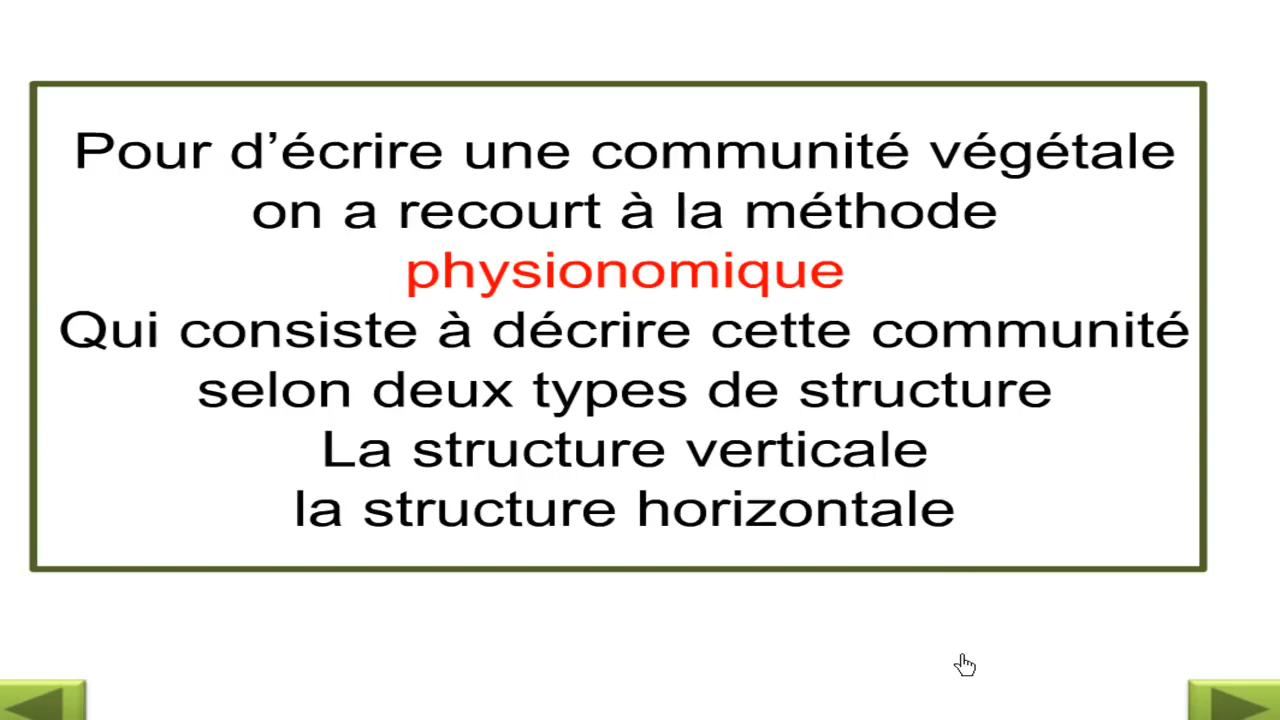 Pour d’écrire une communité végétale
on a recourt à la méthode
physionomique
Qui consiste à décrire cette communité
selon deux types de structure
La structure verticale
la structure horizontale